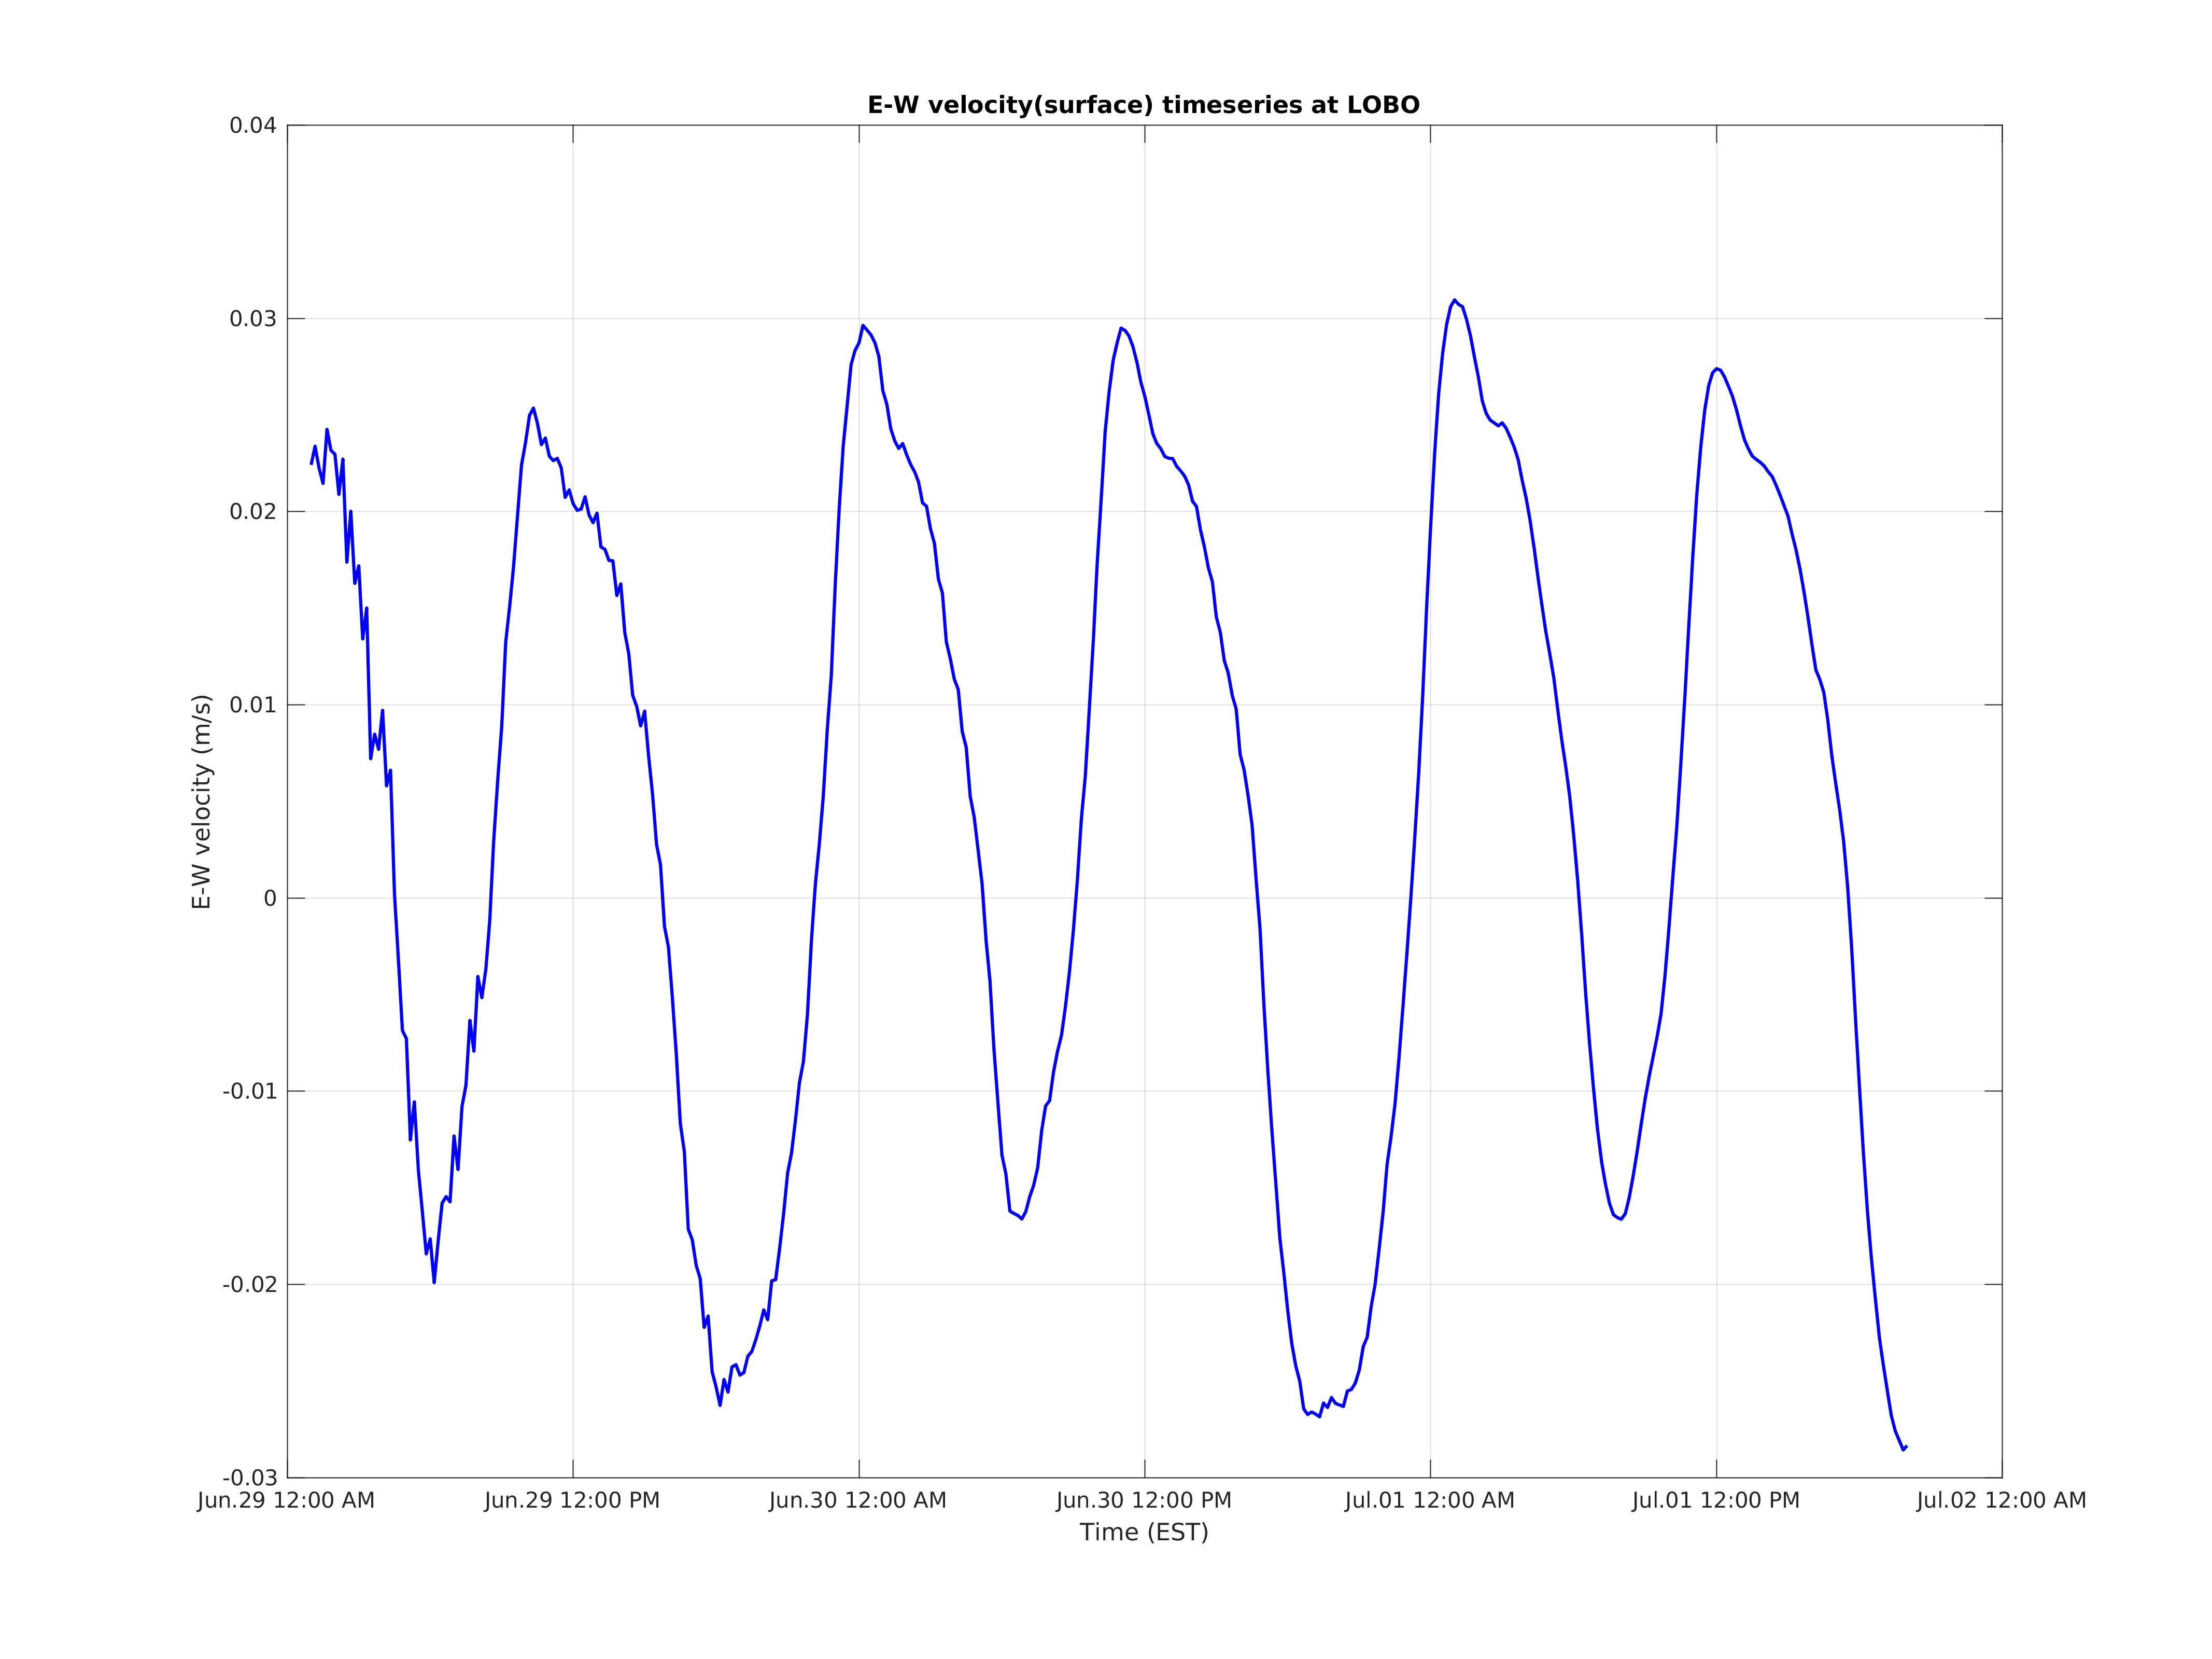 E-W velocity(surface) timeseries at LOBO
0.04
0.03
0.02
0.01
0
-0.01
-0.02
-0.03
E-W velocity (m/s)
Jun.29 12:00 AM Jun.29 12:00 PM Jun.30 12:00 AM Jun.30 12:00 PM Jul.01 12:00 AM Jul.01 12:00 PM Jul.02 12:00 AM
Time (EST)